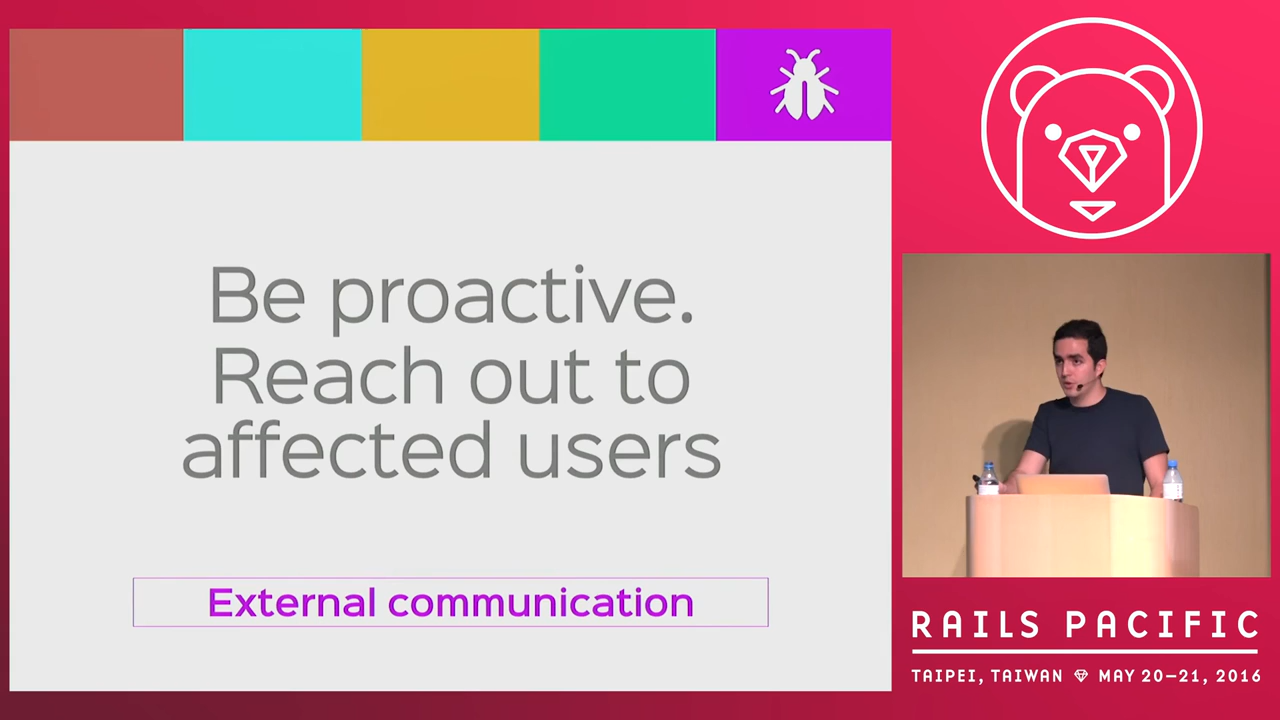 Be proactive.
Reach out to
affected users
External communication
RAILS PACIFIC
TAIPEI, TAIWAN MAY 20–21, 2016